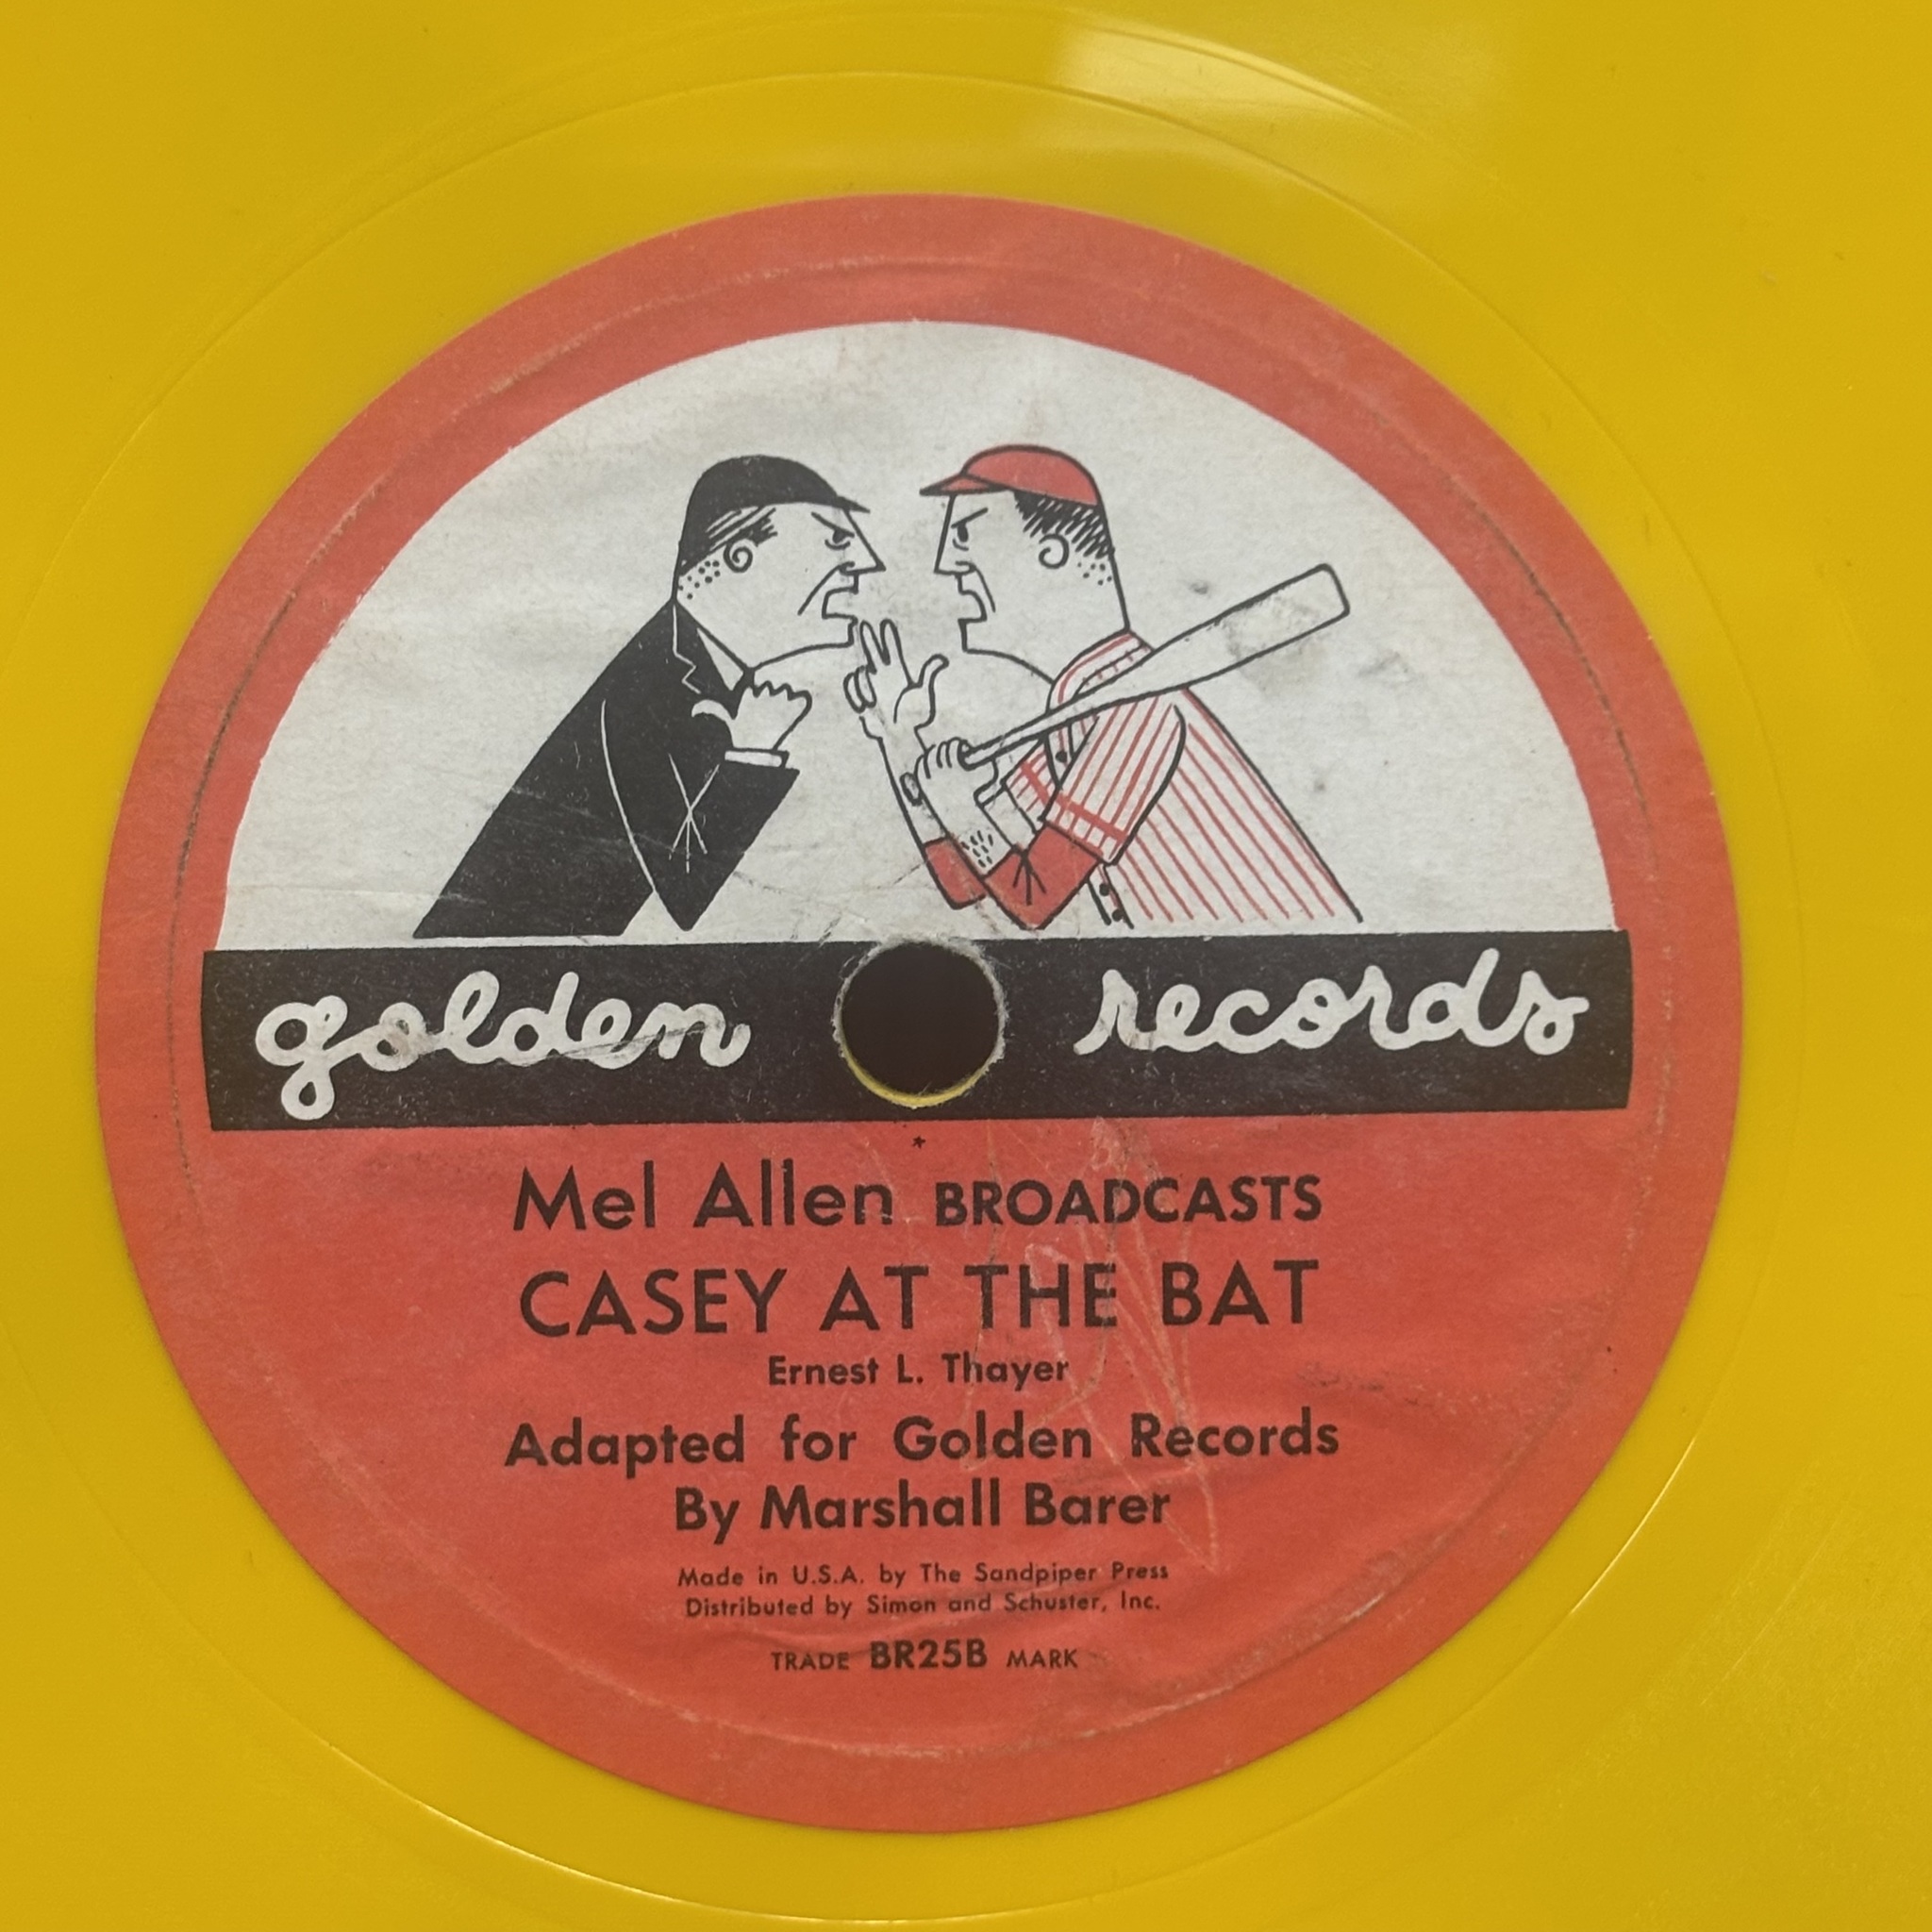 golden records
Mel Allen BROADCASTS
CASEY AT THE BAT
Ernest L. Thayer
Adapted for Golden Records
By Marshall Barer
Made in U.S.A. by The Sandpiper Press
Distributed by Simon and Schuster, Inc.
TRADE BR25B MARK